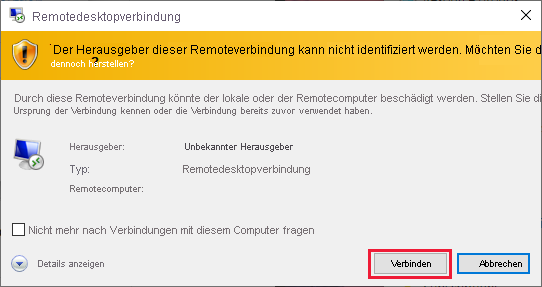 Remotedesktopverbindung
Der Herausgeber dieser Remoteverbindung kann nicht identifiziert werden. Möchten Sie d
dennoch herstellen?
Durch diese Remoteverbindung könnte der lokale oder der Remotecomputer beschädigt werden. Stellen Sie di
Ursprung der Verbindung kennen oder die Verbindung bereits zuvor verwendet haben.
Herausgeber: Unbekannter Herausgeber
Typ: Remotedesktopverbindung
Remotecomputer:
Nicht mehr nach Verbindungen mit diesem Computer fragen
Details anzeigen Verbinden Abbrechen